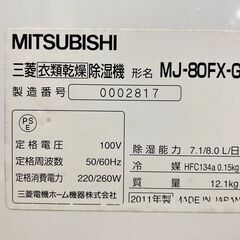 MITSUBISHI
三菱衣類乾燥除湿機 形名 MJ-80FX-G
製造番号 0002817
PSE
定格電圧 100V
定格周波数 50/60Hz
定格消費電力 220/260W
三菱電機ホーム機器株式会社
除湿能力 7.1/8.0L/日
冷媒 HFC134a 0.15kg
質量 12.1kg
2011年製 MADE IN JAPAN